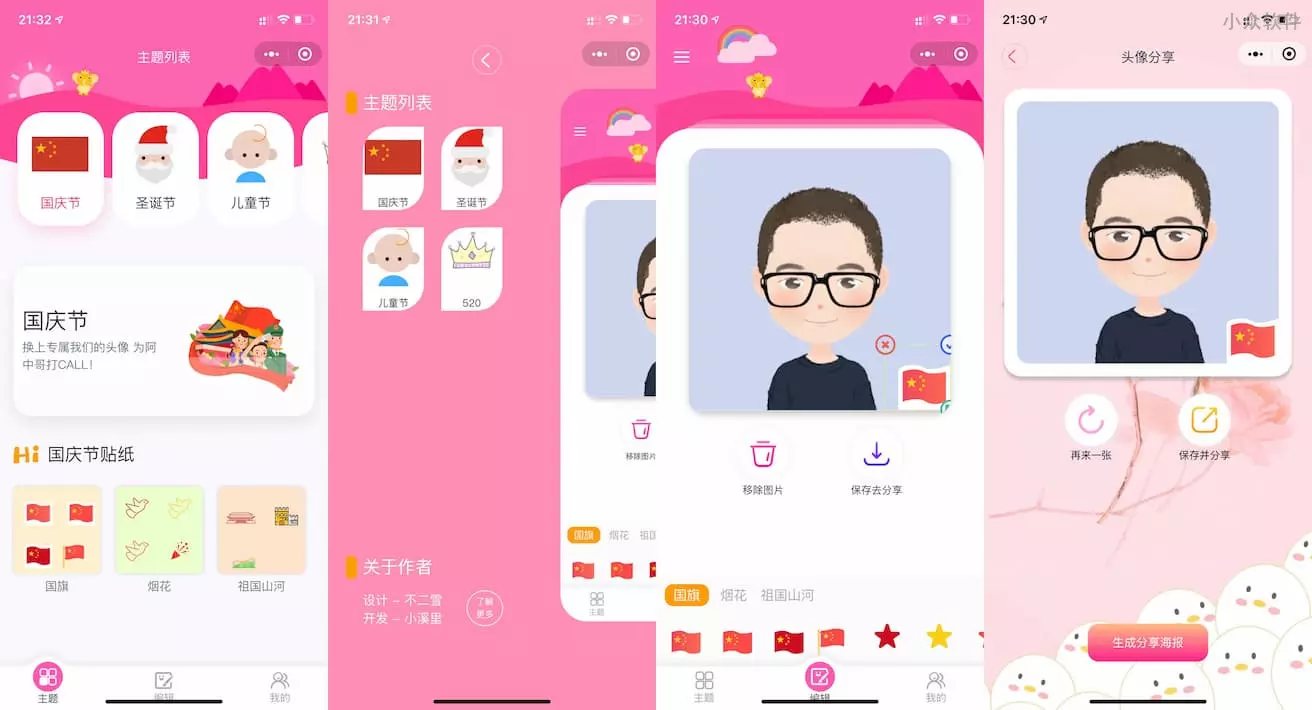 21:32
主题列表
国庆节
圣诞节
儿童节
国庆节
换上专属我们的头像 为阿
中哥打CALL！
Hi 国庆节贴纸
国旗
烟花
祖国山河
主题
编辑
我的
21:31
主题列表
国庆节
圣诞节
儿童节
520
移除图片
国旗
烟花
祖国
主题
关于作者
设计 – 不二雪
开发 – 小溪里
了解
更多
21:30
移除图片
保存去分享
国旗
烟花
祖国山河
主题
编辑
我的
21:30
小众软件
头像分享
再来一张
保存并分享
生成分享海报